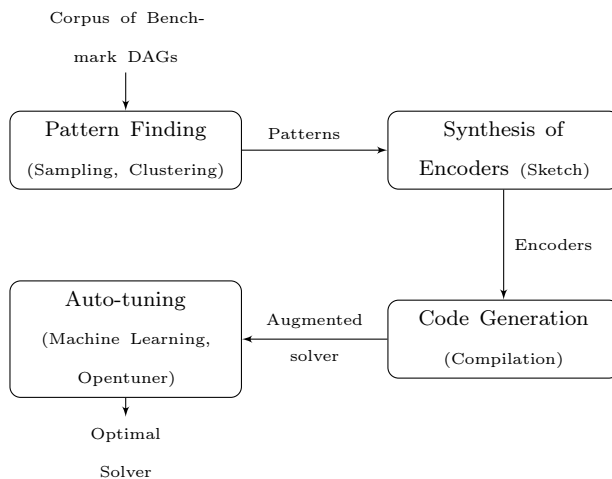 Corpus of Bench-
mark DAGs
Pattern Finding
(Sampling, Clustering)
Patterns
Synthesis of
Encoders (Sketch)
Encoders
Code Generation
(Compilation)
Augmented
solver
Auto-tuning
(Machine Learning,
Opentuner)
Optimal
Solver